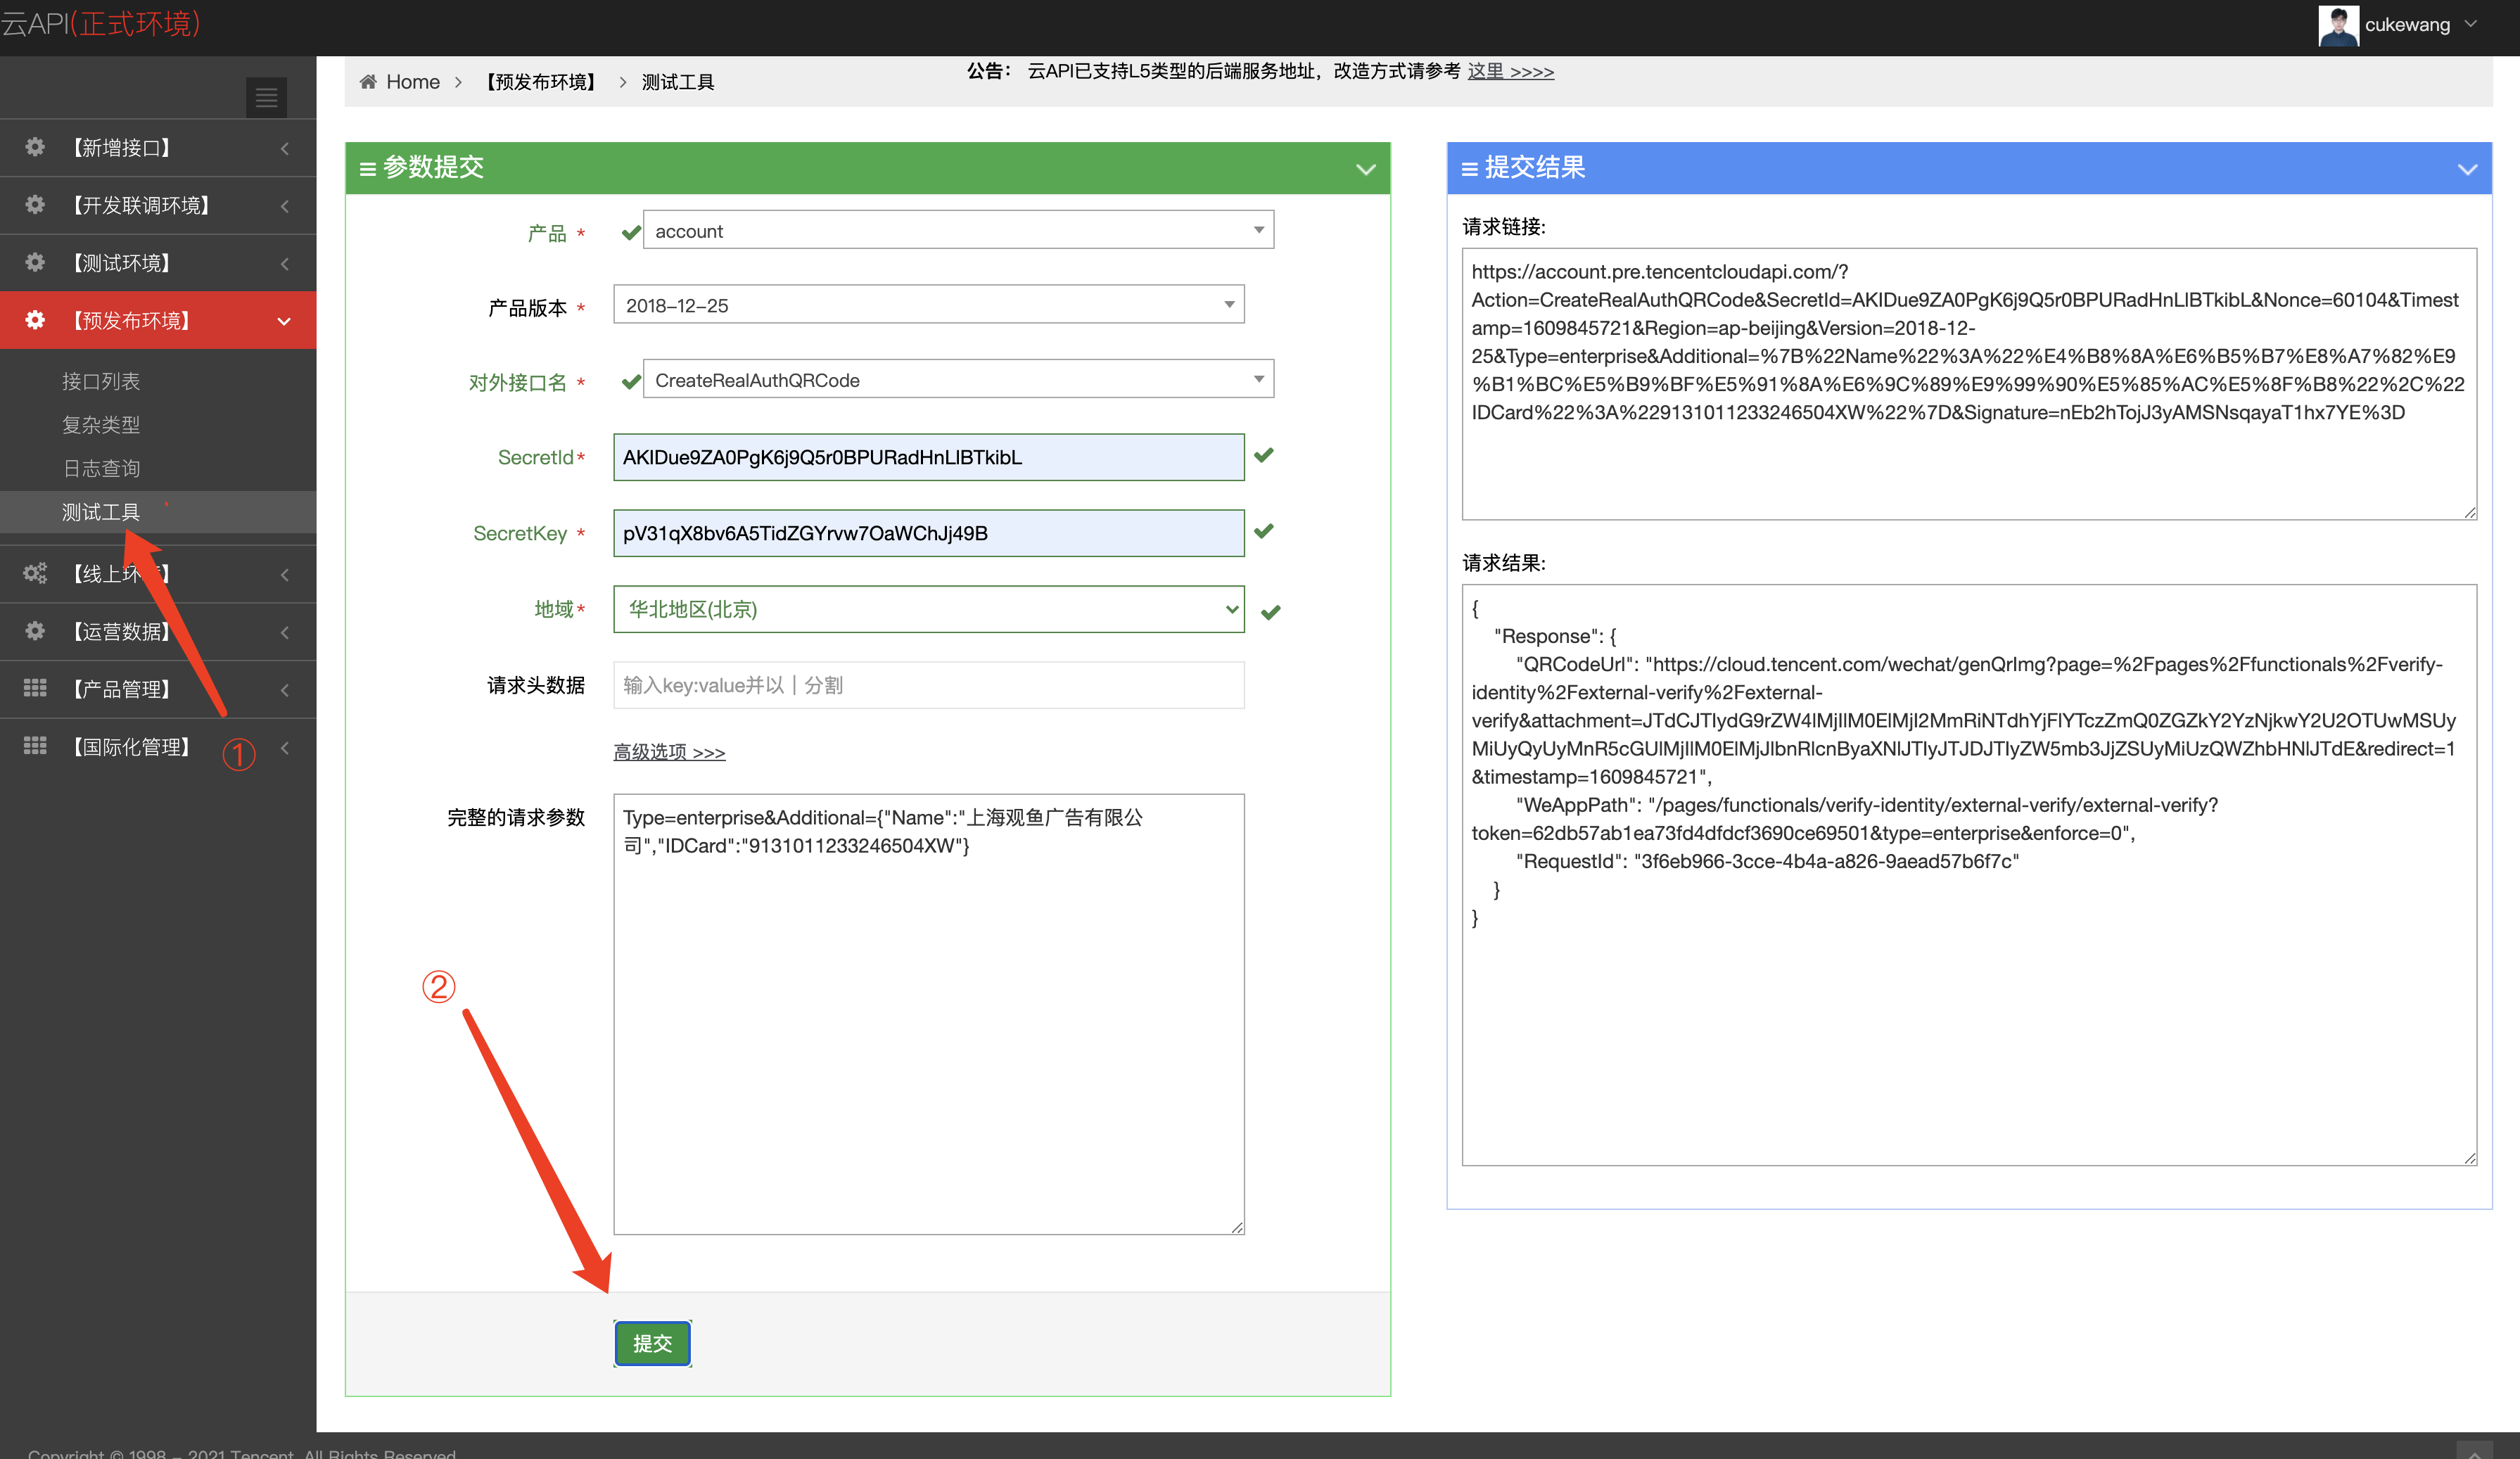 云API(正式环境)
cukewang
Home > 【预发布环境】 > 测试工具
公告： 云API已支持L5类型的后端服务地址，改造方式请参考 这里 >>>>
【新增接口】
【开发联调环境】
【测试环境】
【预发布环境】
接口列表
复杂类型
日志查询
测试工具
【线上环境】
【运营数据】
【产品管理】
【国际化管理】
①
参数提交
产品 * account
产品版本 * 2018-12-25
对外接口名 * CreateRealAuthQRCode
SecretId* AKIDue9ZA0PgK6j9Q5r0BPURadHnLlBTkibL
SecretKey * pV31qX8bv6A5TidZGYrvw7OaWChJj49B
地域* 华北地区(北京)
请求头数据 输入key:value并以 | 分割
高级选项 >>>
完整的请求参数
Type=enterprise&Additional={"Name":"上海观鱼广告有限公
司","IDCard":"9131011233246504XW"}
②
提交
提交结果
请求链接:
https://account.pre.tencentcloudapi.com/?
Action=CreateRealAuthQRCode&SecretId=AKIDue9ZA0PgK6j9Q5r0BPURadHnLlBTkibL&Nonce=60104&Timest
amp=1609845721&Region=ap-beijing&Version=2018-12-
25&Type=enterprise&Additional=%7B%22Name%22%3A%22%E4%B8%8A%E6%B5%B7%E8%A7%82%E9
%B1%BC%E5%B9%BF%E5%91%8A%E6%9C%89%E9%99%90%E5%85%AC%E5%8F%B8%22%2C%22
IDCard%22%3A%229131011233246504XW%22%7D&Signature=nEb2hTojJ3yAMSNsqayaT1hx7YE%3D
请求结果:
{
"Response": {
"QRCodeUrl": "https://cloud.tencent.com/wechat/genQrImg?page=%2Fpages%2Ffunctionals%2Fverify-
identity%2Fexternal-verify%2Fexternal-
verify&attachment=JTdCJTIydG9rZW4lMjIlM0ElMjI2MmRiNTdhYjFlYTczZmQ0ZGZkY2YzNjkwY2U2OTUwMSUy
MiUyQyUyMnR5cGUlMjIlM0ElMjJlbnRlcnByaXNlJTIyJTJDJTIyZW5mb3JjZSUyMiUzQWZhbHNlJTdE&redirect=1
&timestamp=1609845721",
"WeAppPath": "/pages/functionals/verify-identity/external-verify/external-verify?
token=62db57ab1ea73fd4dfdcf3690ce69501&type=enterprise&enforce=0",
"RequestId": "3f6eb966-3cce-4b4a-a826-9aead57b6f7c"
}
}
Copyright © 1998 - 2021 Tencent. All Rights Reserved